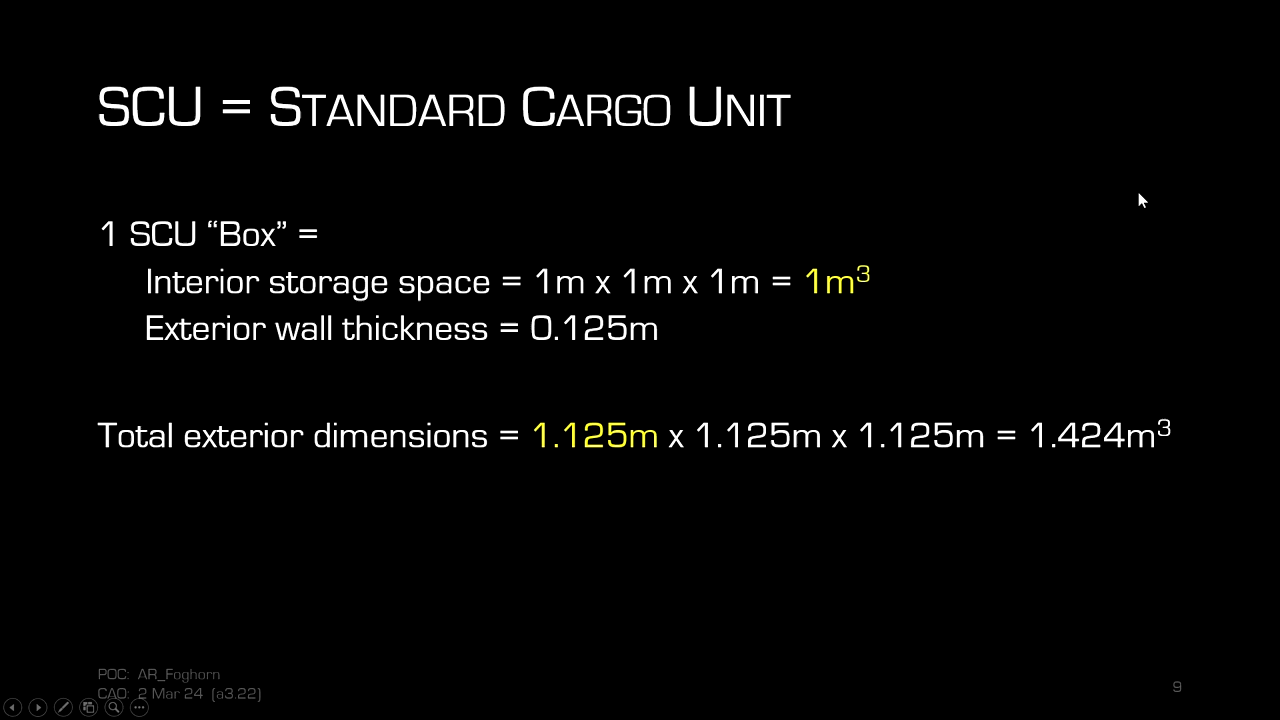 SCU = STANDARD CARGO UNIT
1 SCU “Box” =
Interior storage space = 1m x 1m x 1m = 1m³
Exterior wall thickness = 0.125m
Total exterior dimensions = 1.125m x 1.125m x 1.125m = 1.424m³
POC: AR_Foghorn
CAO: 2 Mar 24 (a3.22)
9